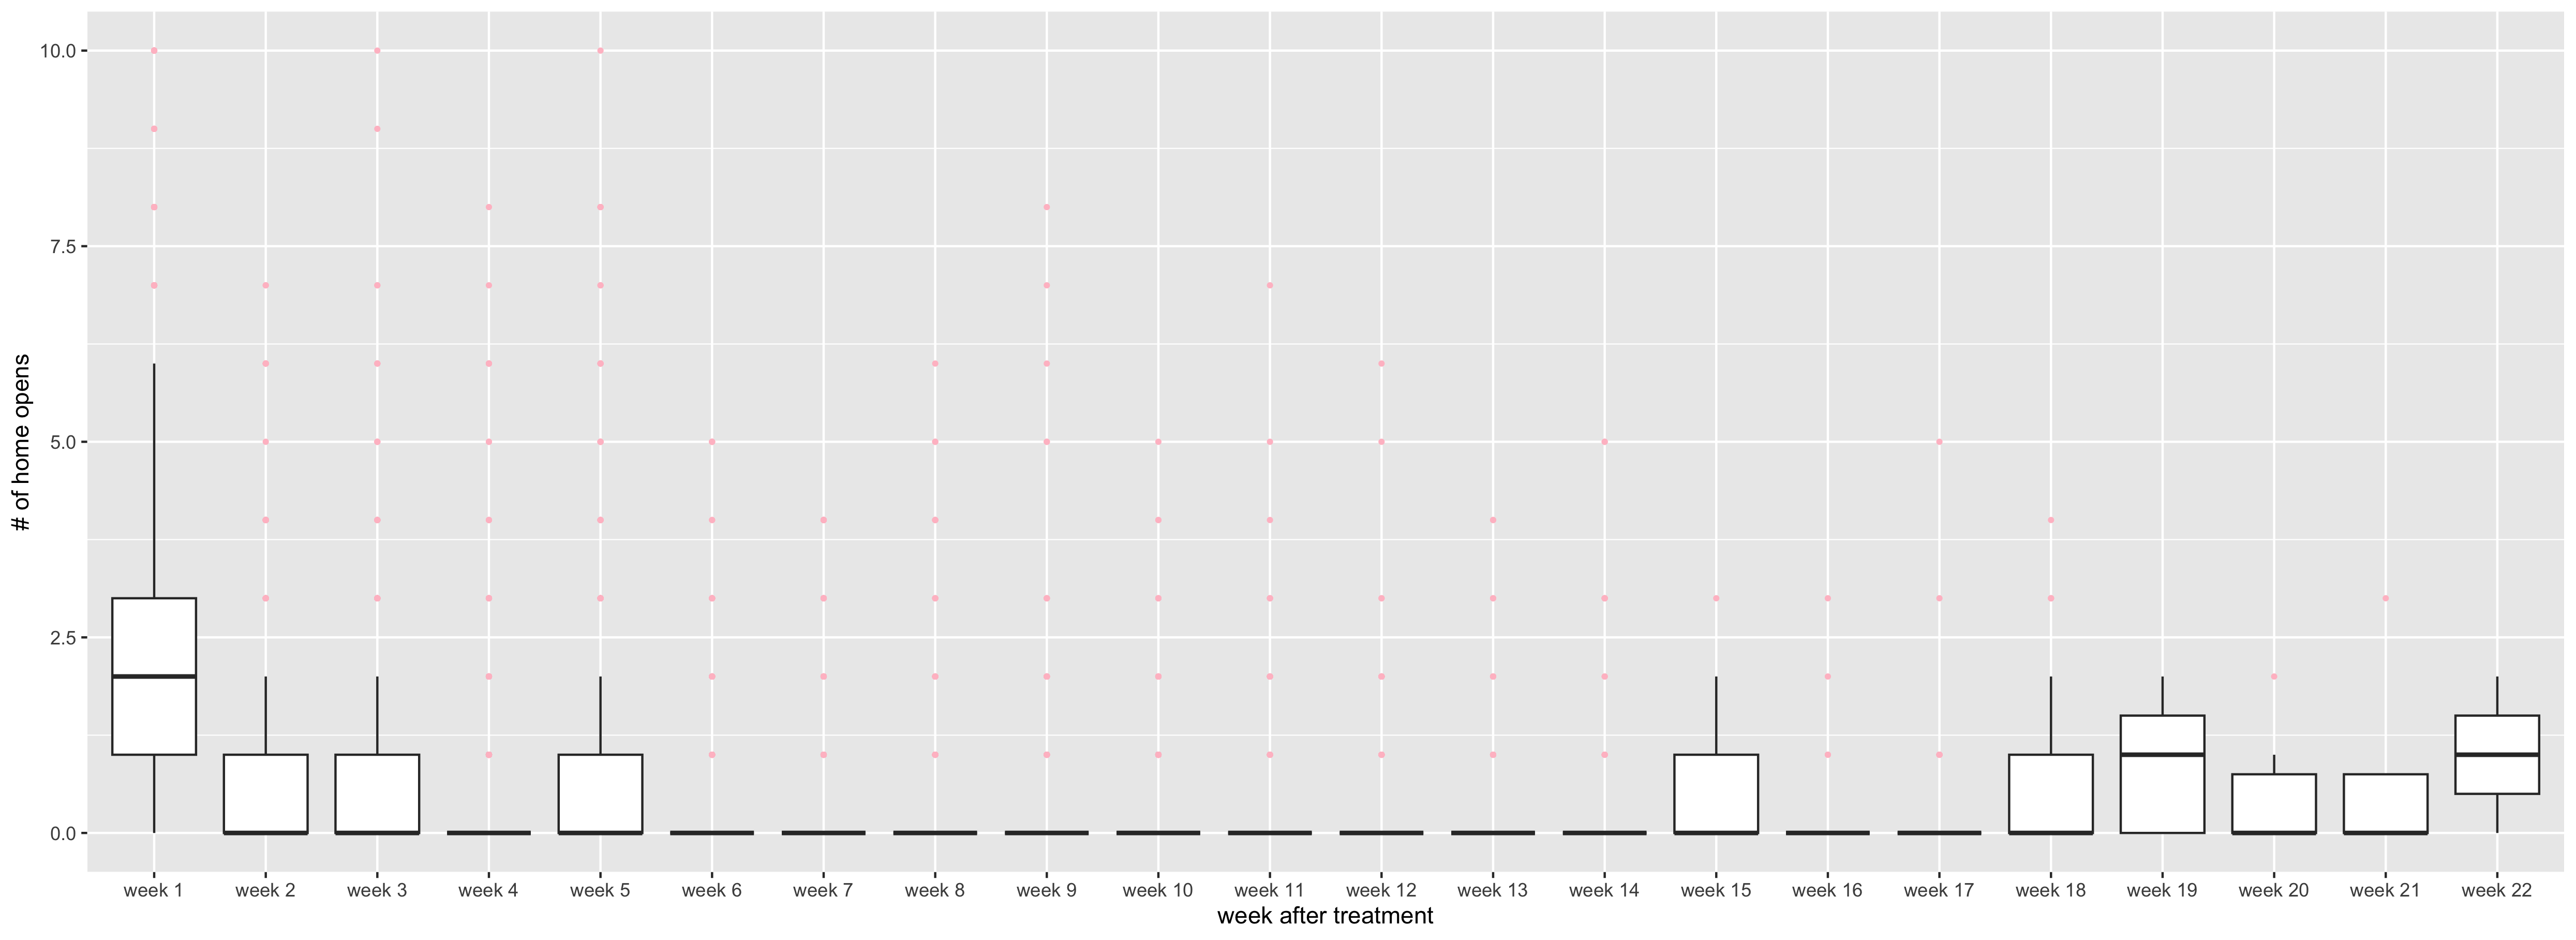 10.0
7.5
5.0
2.5
0.0
# of home opens
week 1 week 2 week 3 week 4 week 5 week 6 week 7 week 8 week 9 week 10 week 11 week 12 week 13 week 14 week 15 week 16 week 17 week 18 week 19 week 20 week 21 week 22
week after treatment